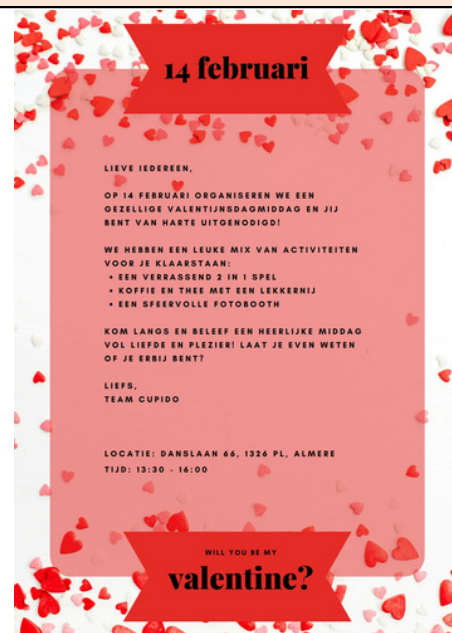 14 februari
LIEVE IEDEREEN,
OP 14 FEBRUARI ORGANISEREN WE EEN
GEZELLIGE VALENTIJNSDAGMIDDAG EN JIJ
BENT VAN HARTE UITGENODIGD!
WE HEBBEN EEN LEUKE MIX VAN ACTIVITEITEN
VOOR JE KLAARSTAAN:
• EEN VERRASSEND 2 IN 1 SPEL
• KOFFIE EN THEE MET EEN LEKKERNIJ
• EEN SFEERVOLLE FOTOBOOTH
KOM LANGS EN BELEEF EEN HEERLIJKE MIDDAG
VOL LIEFDE EN PLEZIER! LAAT JE EVEN WETEN
OF JE ERBIJ BENT?
LIEFS,
TEAM CUPIDO
LOCATIE: DANSLAAN 66, 1326 PL, ALMERE
TIJD: 13:30 - 16:00
WILL YOU BE MY
valentine?